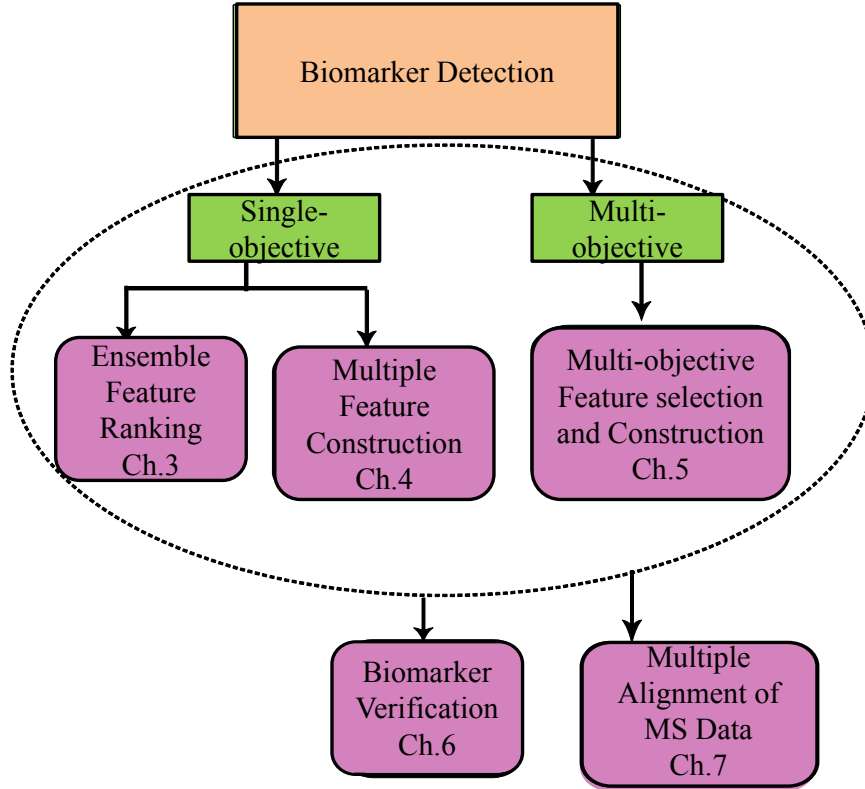 Biomarker Detection
Single-
objective
Multi-
objective
Ensemble
Feature
Ranking
Ch.3
Multiple
Feature
Construction
Ch.4
Multi-objective
Feature selection
and Construction
Ch.5
Biomarker
Verification
Ch.6
Multiple
Alignment of
MS Data
Ch.7